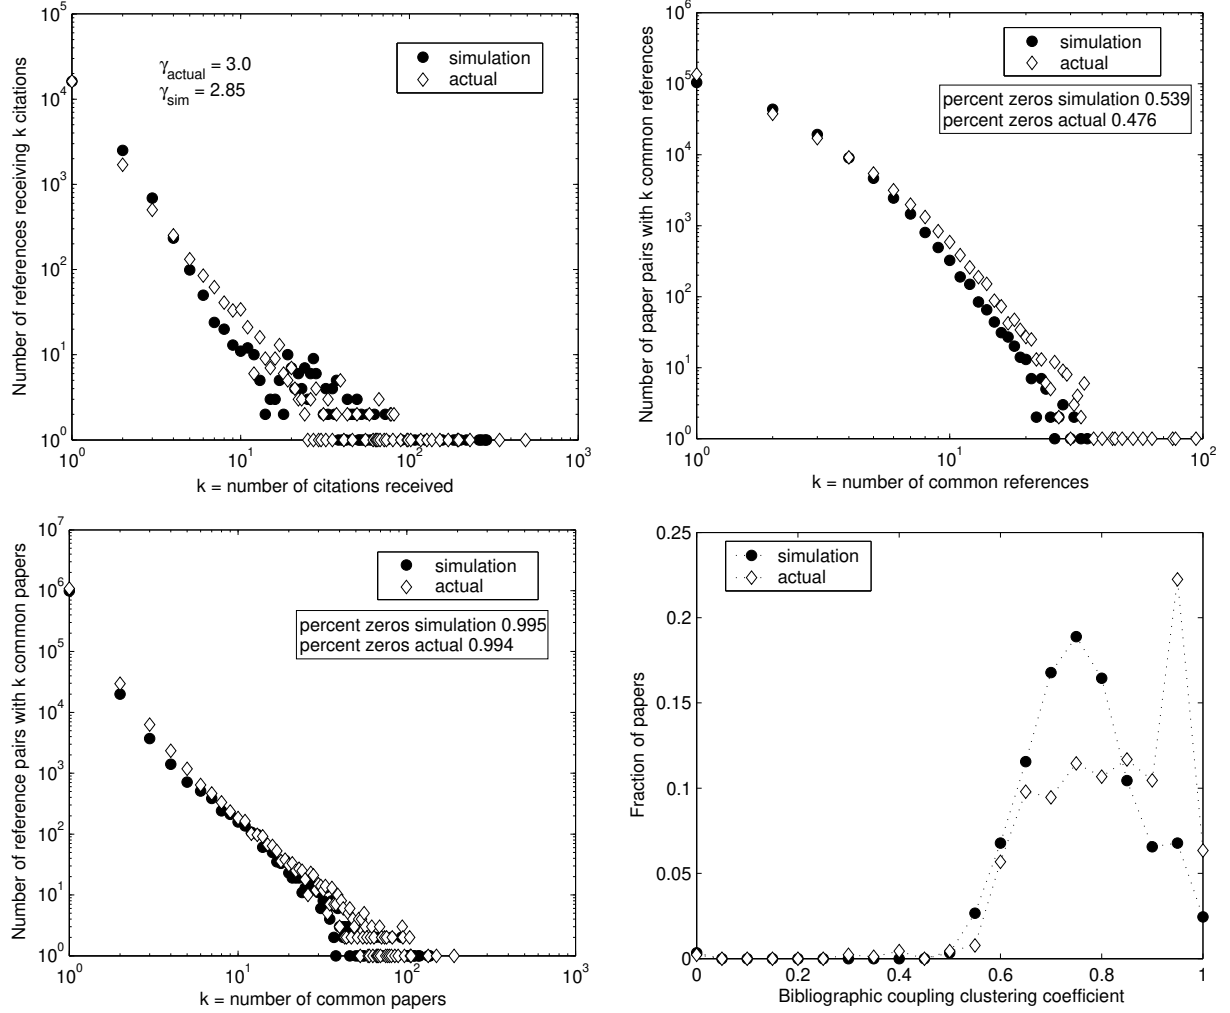 10^5
10^4
10^3
10^2
10^1
10^0
Number of references receiving k citations
γactual = 3.0
γsim = 2.85
simulation
actual
10^0
10^1
10^2
10^3
k = number of citations received
10^6
10^5
10^4
10^3
10^2
10^1
10^0
Number of paper pairs with k common references
simulation
actual
percent zeros simulation 0.539
percent zeros actual 0.476
10^0
10^1
10^2
k = number of common references
10^7
10^6
10^5
10^4
10^3
10^2
10^1
10^0
Number of reference pairs with k common papers
simulation
actual
percent zeros simulation 0.995
percent zeros actual 0.994
10^0
10^1
10^2
10^3
k = number of common papers
0.25
0.2
0.15
0.1
0.05
0
Fraction of papers
simulation
actual
0
0.2
0.4
0.6
0.8
1
Bibliographic coupling clustering coefficient